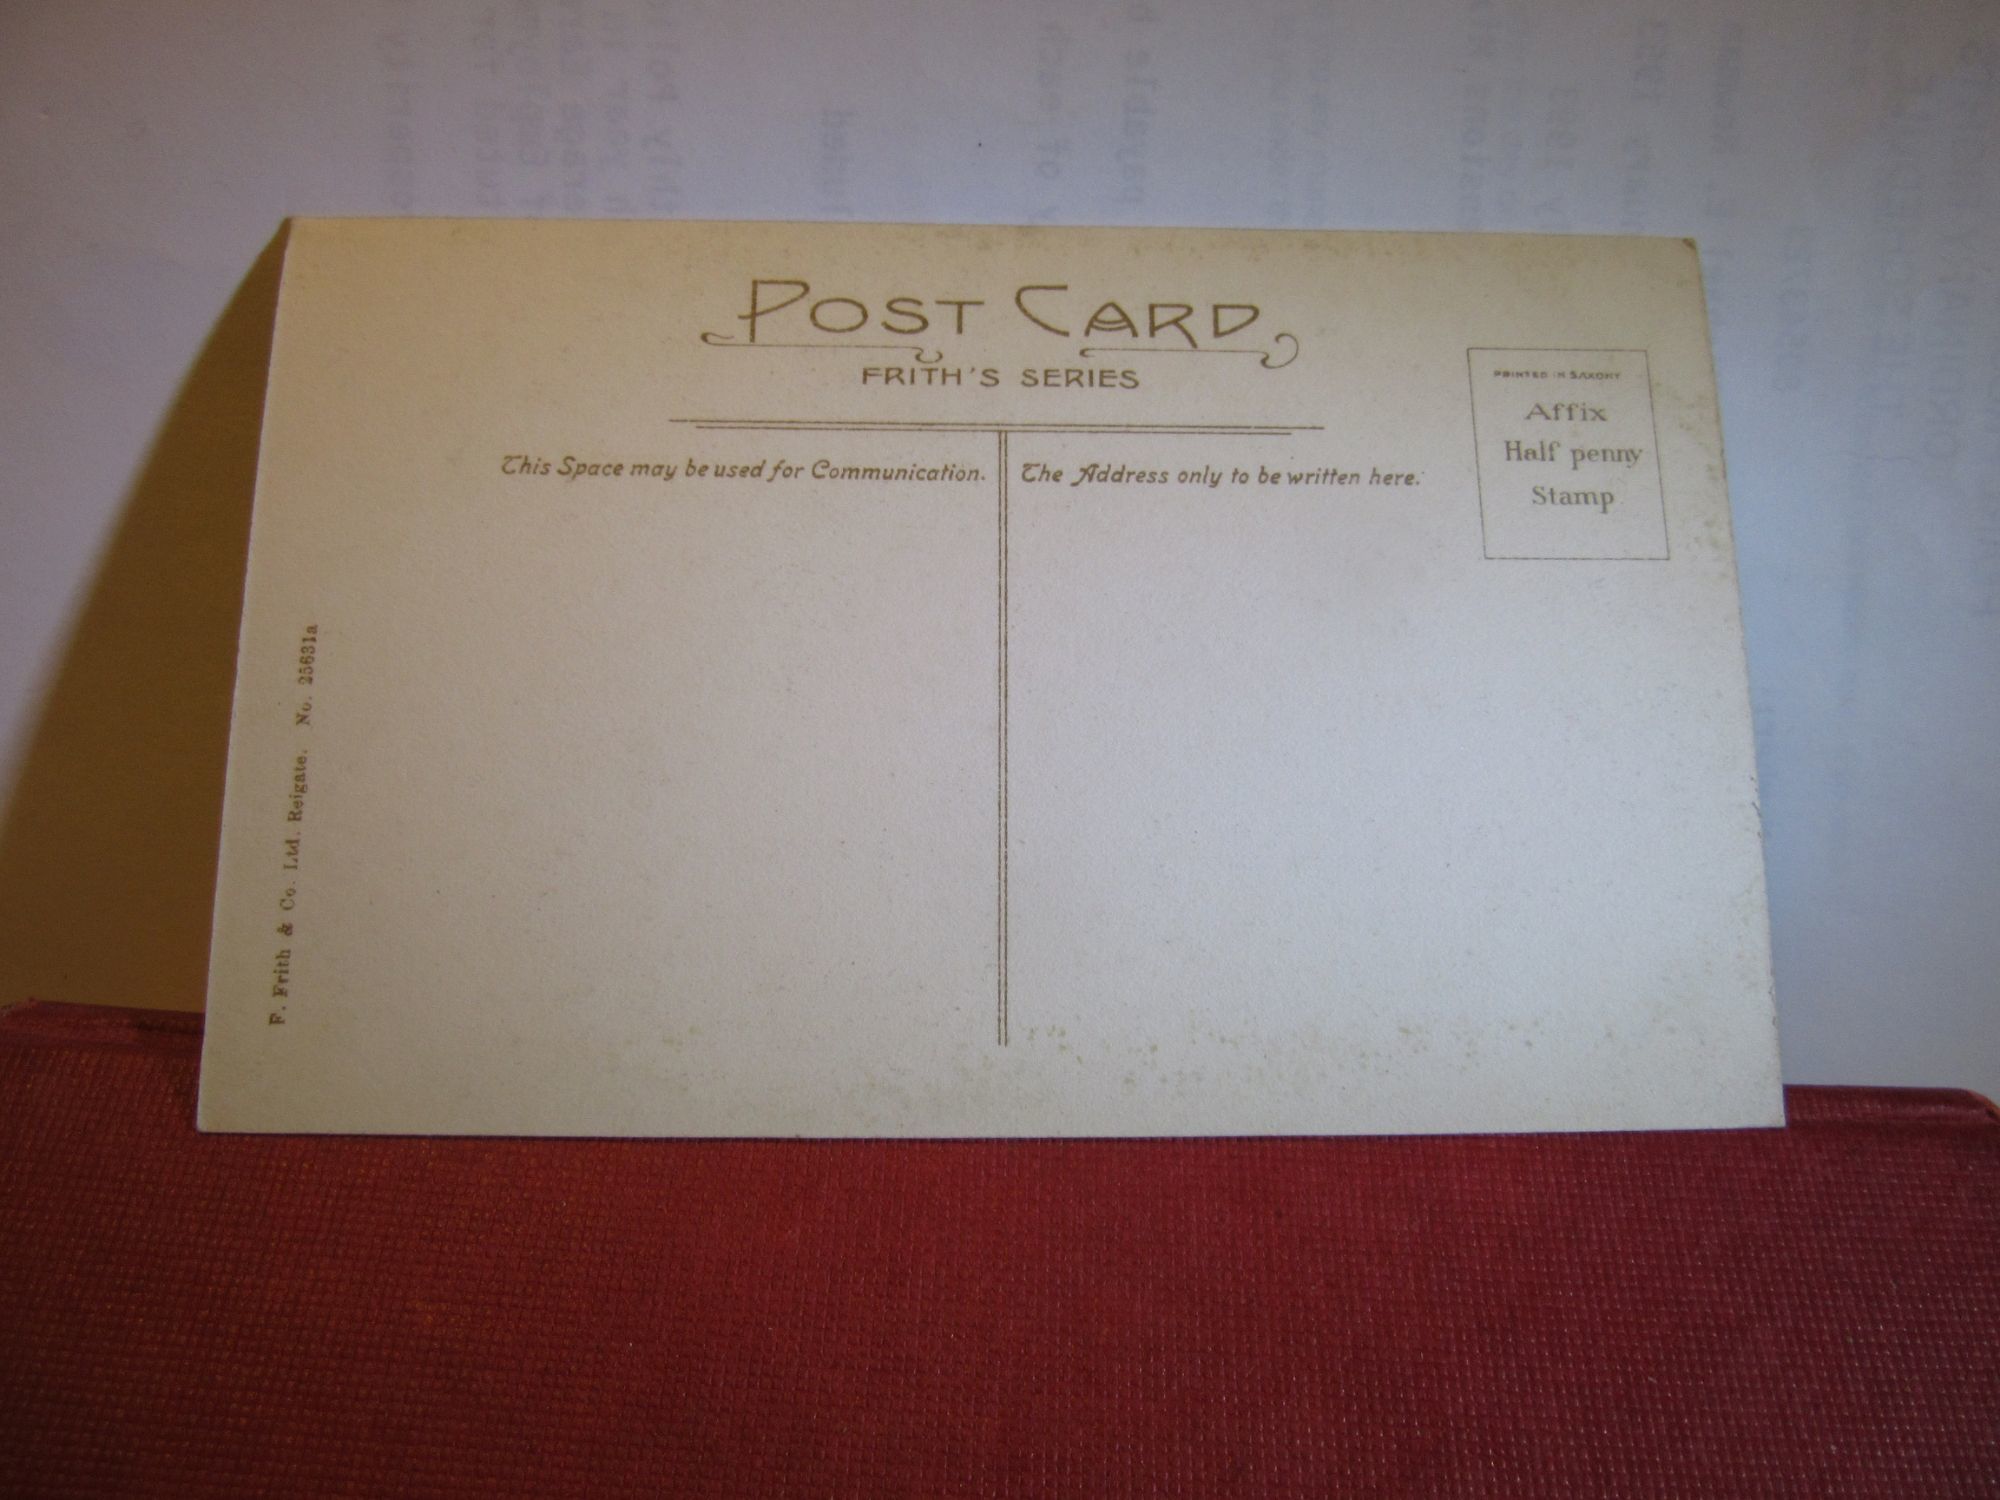 POST CARD
FRITH'S SERIES
PRINTED IN SAXONY
Affix
Half penny
Stamp
This Space may be used for Communication.
The Address only to be written here.
F. Frith & Co. Ltd. Reigate. No. 25631a